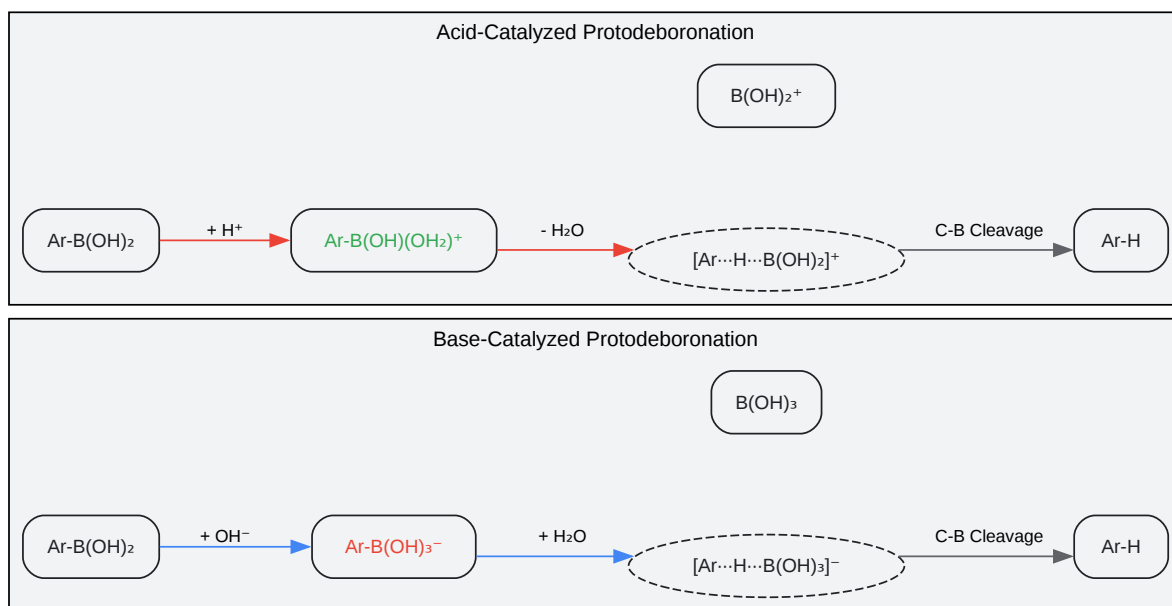 Acid-Catalyzed Protodeboronation
B(OH)₂⁺
Ar-B(OH)₂
+ H⁺
Ar-B(OH)(OH₂)⁺
- H₂O
[Ar···H···B(OH)₂]⁺
C-B Cleavage
Ar-H
Base-Catalyzed Protodeboronation
B(OH)₃
Ar-B(OH)₂
+ OH⁻
Ar-B(OH)₃⁻
+ H₂O
[Ar···H···B(OH)₃]⁻
C-B Cleavage
Ar-H